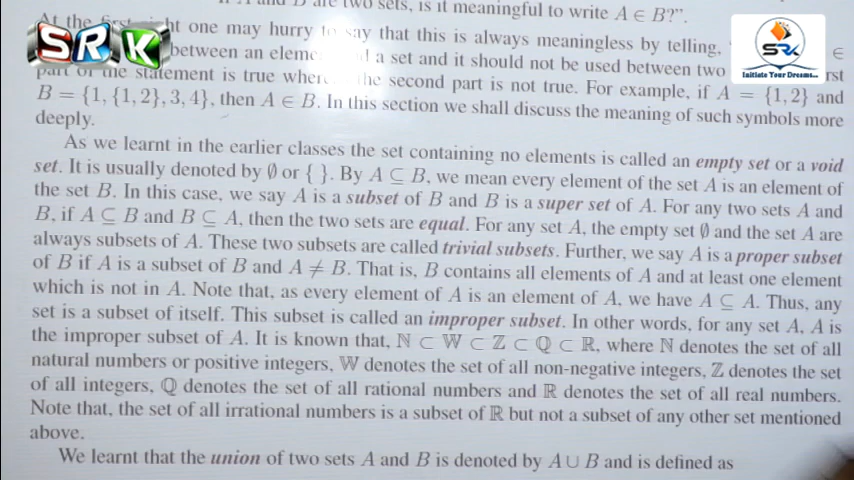 A and B are two sets, is it meaningful to write A ∈ B?".
At the first sight one may hurry to say that this is always meaningless by telling, ∈
between an a set and it should not be used between two rst
part of the statement is true the second part is not true. For example, if A = {1,2} and
B = {1, {1,2}, 3, 4}, then A ∈ B. In this section we shall discuss the meaning of such symbols more
deeply.
As we learnt in the earlier classes the set containing no elements is called an empty set or a void
set. It is usually denoted by ∅ or { }. By A ⊆ B, we mean every element of the set A is an element of
the set B. In this case, we say A is a subset of B and B is a super set of A. For any two sets A and
B, if A ⊆ B and B ⊆ A, then the two sets are equal. For any set A, the empty set ∅ and the set A are
always subsets of A. These two subsets are called trivial subsets. Further, we say A is a proper subset
of B if A is a subset of B and A ≠ B. That is, B contains all elements of A and at least one element
which is not in A. Note that, as every element of A is an element of A, we have A ⊆ A. Thus, any
set is a subset of itself. This subset is called an improper subset. In other words, for any set A, A is
the improper subset of A. It is known that, ℕ ⊂ 𝕎 ⊂ ℤ ⊂ ℚ ⊂ ℝ, where ℕ denotes the set of all
natural numbers or positive integers, 𝕎 denotes the set of all non-negative integers, ℤ denotes the set
of all integers, ℚ denotes the set of all rational numbers and ℝ denotes the set of all real numbers.
Note that, the set of all irrational numbers is a subset of ℝ but not a subset of any other set mentioned
above.
We learnt that the union of two sets A and B is denoted by A ∪ B and is defined as
SRK
SRK
Initiate Your Dreams...